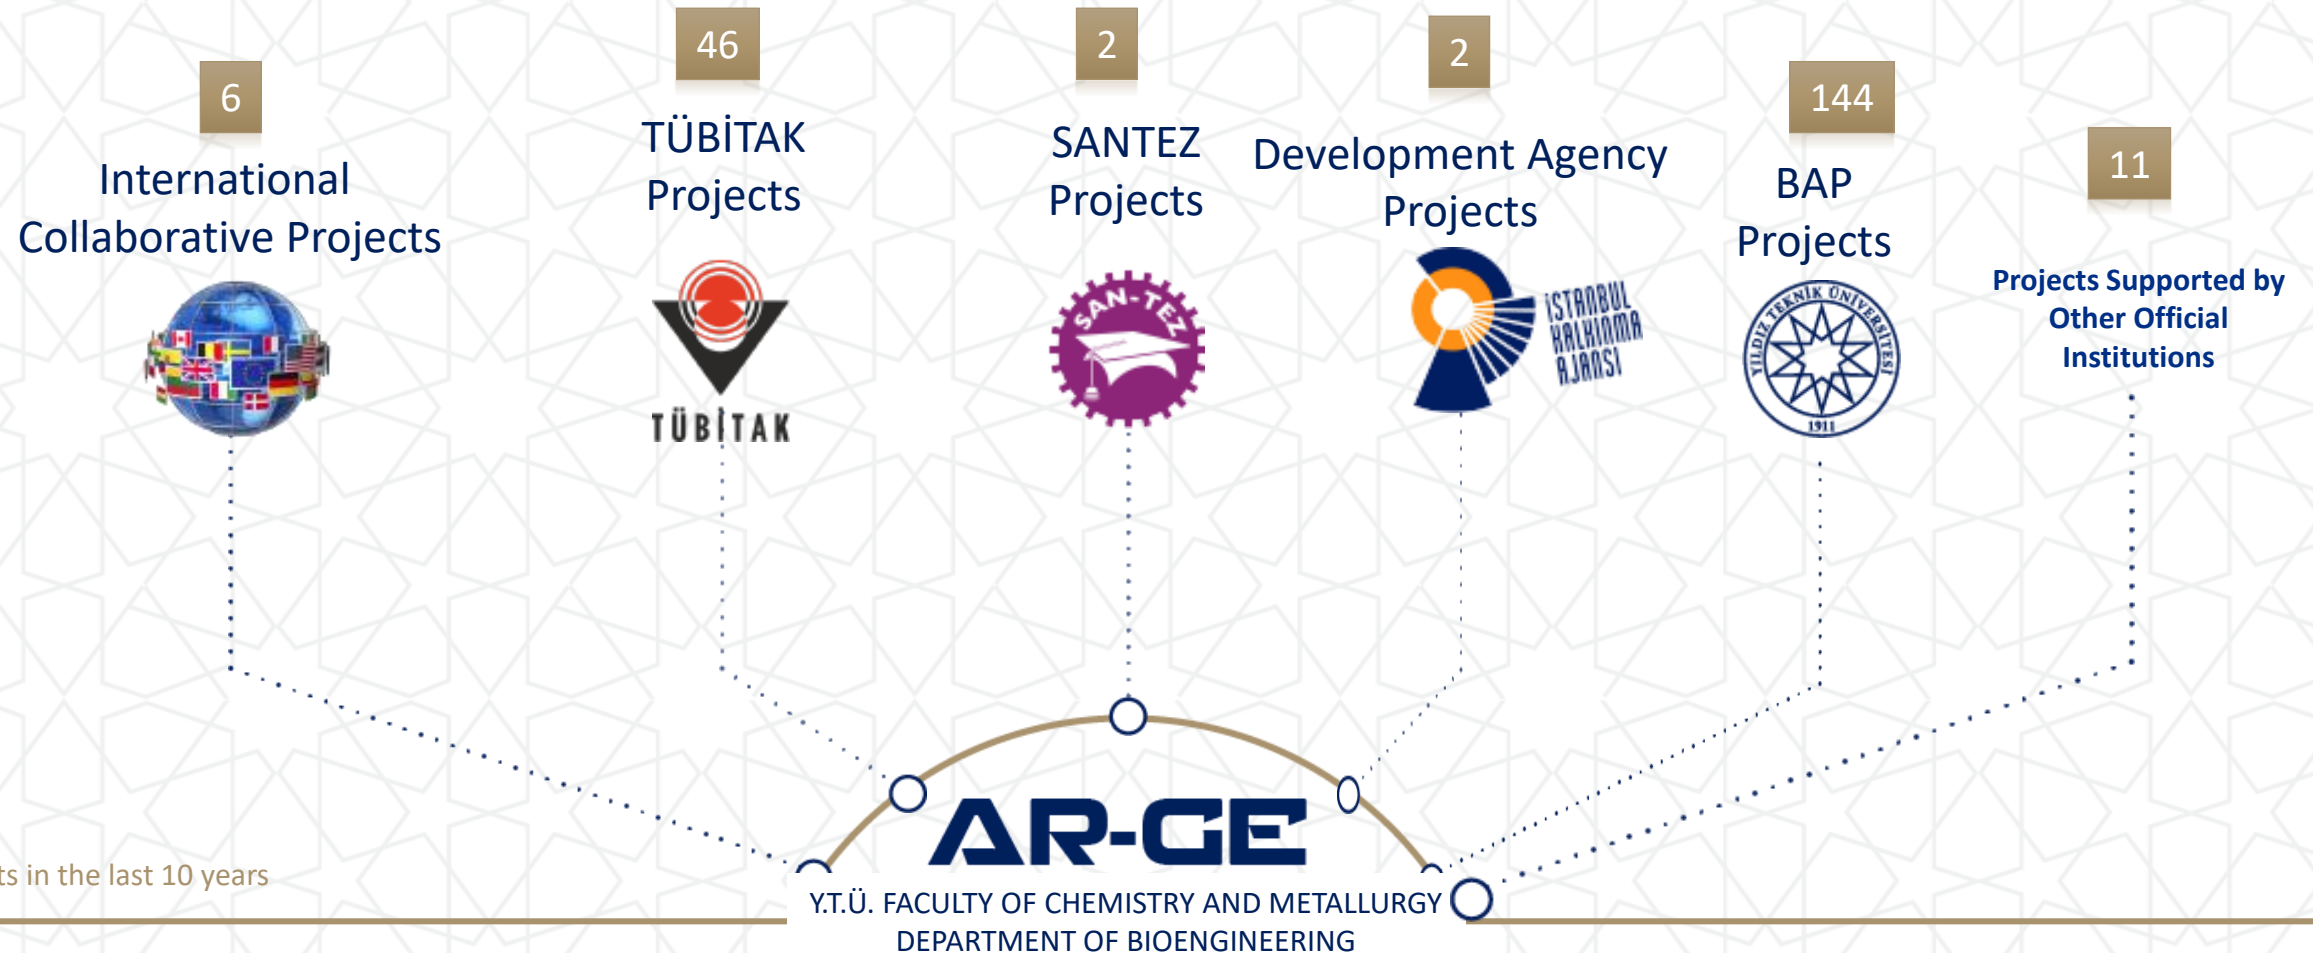 6
International
Collaborative Projects
46
TÜBİTAK
Projects
TÜBİTAK
2
SANTEZ
Projects
SAN-TEZ
2
Development Agency
Projects
İSTANBUL
KALKINMA
AJANSI
144
BAP
Projects
YILDIZ TEKNİK ÜNİVERSİTESİ
1911
11
Projects Supported by
Other Official
Institutions
AR-GE
ts in the last 10 years
Y.T.Ü. FACULTY OF CHEMISTRY AND METALLURGY
DEPARTMENT OF BIOENGINEERING